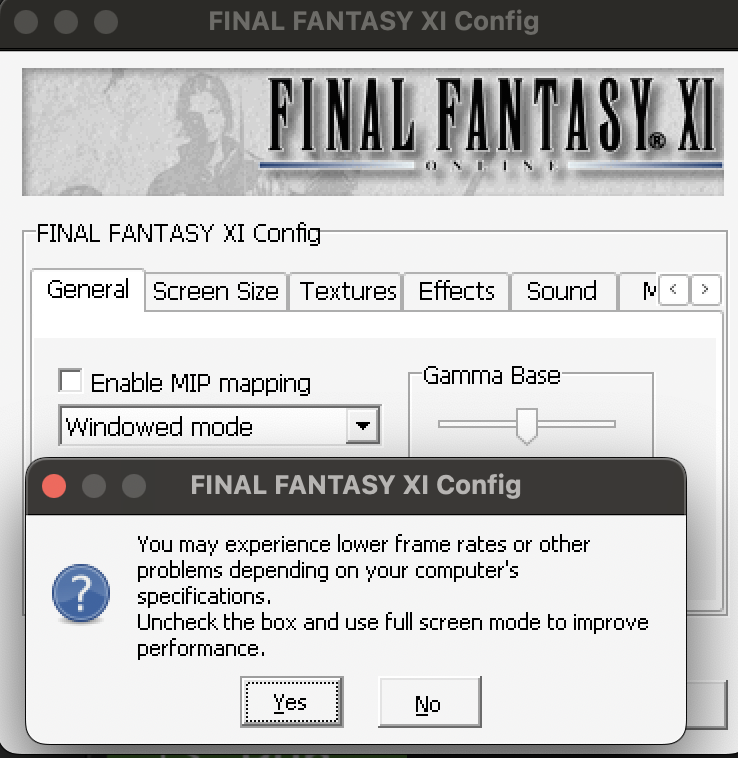 FINAL FANTASY XI Config
FINAL FANTASY® XI
ONLINE
FINAL FANTASY XI Config
General
Screen Size
Textures
Effects
Sound
Enable MIP mapping
Gamma Base
Windowed mode
FINAL FANTASY XI Config
You may experience lower frame rates or other
problems depending on your computer's
specifications.
Uncheck the box and use full screen mode to improve
performance.
Yes
No